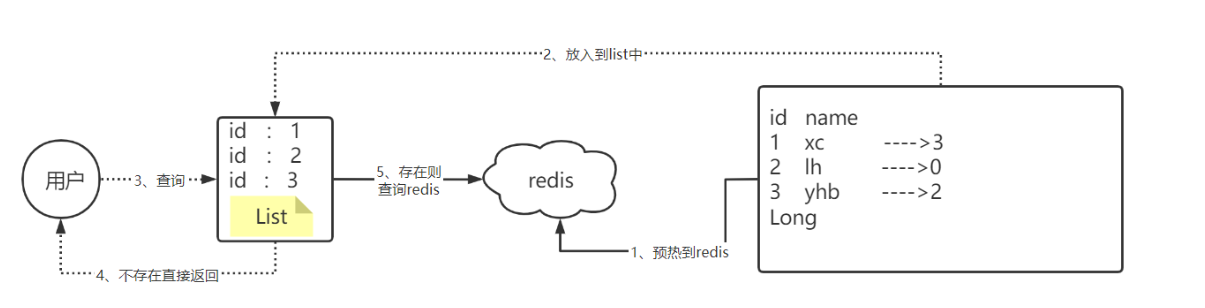 2、放入到list中
id : 1
id : 2
id : 3
List
用户
3、查询
5、存在则
查询redis
redis
id name
1 xc ---->3
2 lh ---->0
3 yhb ---->2
Long
1、预热到redis
4、不存在直接返回